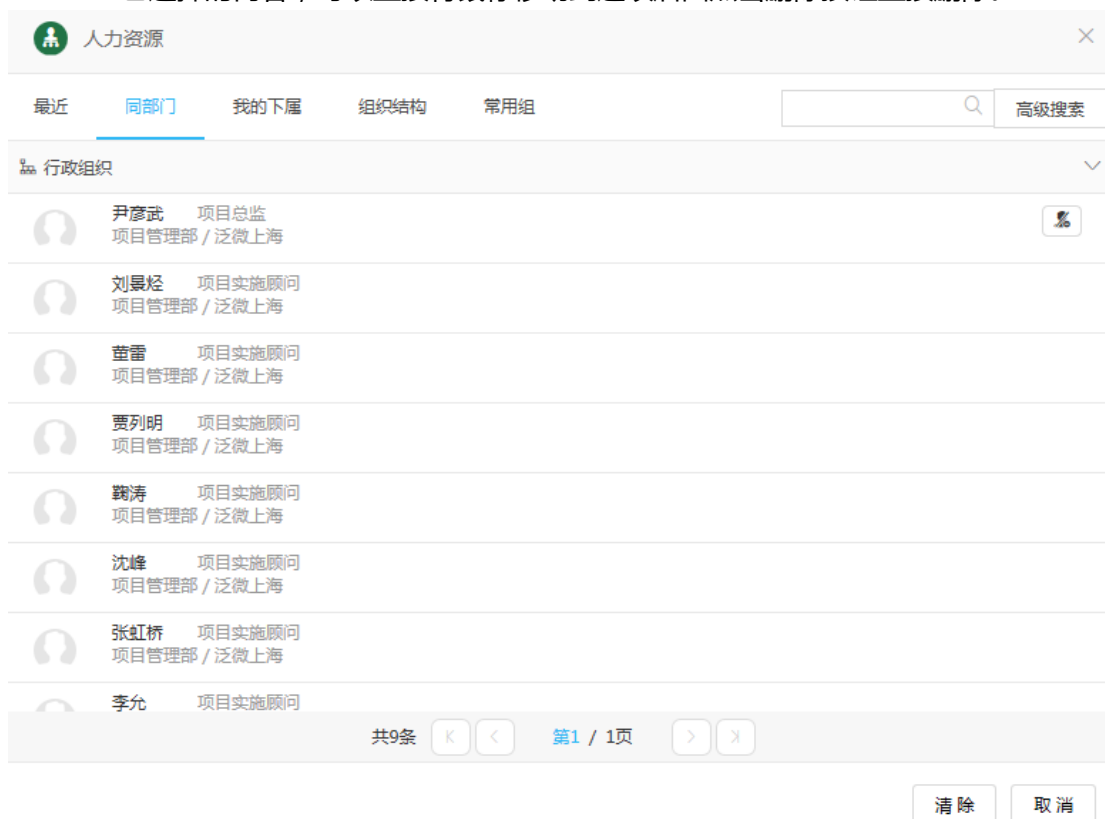 人力资源
最近 同部门 我的下属 组织结构 常用组 高级搜索
行政组织
尹彦武 项目总监
项目管理部 / 泛微上海
刘景烃 项目实施顾问
项目管理部 / 泛微上海
董雷 项目实施顾问
项目管理部 / 泛微上海
贾列明 项目实施顾问
项目管理部 / 泛微上海
鞠涛 项目实施顾问
项目管理部 / 泛微上海
沈峰 项目实施顾问
项目管理部 / 泛微上海
张虹桥 项目实施顾问
项目管理部 / 泛微上海
李允 项目实施顾问
共9条 第1 / 1页
清除 取消